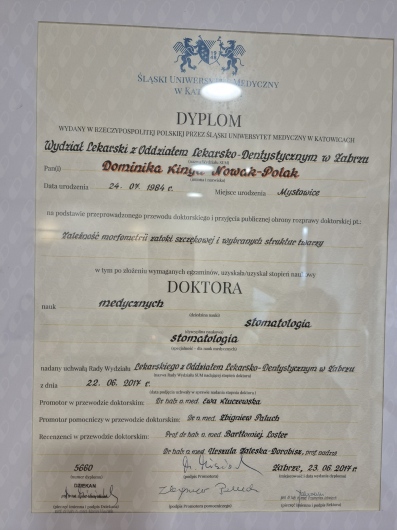 ŚLĄSKI UNIWERSYTET MEDYCZNY
W KATOWICACH
DYPLOM
WYDANY W RZECZYPOSPOLITEJ POLSKIEJ PRZEZ ŚLĄSKI UNIWERSYTET MEDYCZNY W KATOWICACH
Wydział Lekarski z Oddziałem Lekarsko-Dentystycznym w Zabrzu
Pan(i) Dominika Kinga Nowak-Polak
Data urodzenia 24. 07. 1984 r. Miejsce urodzenia Mysłowice
na podstawie przeprowadzonego przewodu doktorskiego i przyjęcia publicznej obrony rozprawy doktorskiej pt.:
Zależność morfometrii zatoki szczękowej i wybranych struktur twarzy
w tym po złożeniu wymaganych egzaminów, uzyskała/uzyskał stopień naukowy
DOKTORA
nauk medycznych
stomatologia
stomatologia
nadany uchwałą Rady Wydziału Lekarskiego z Oddziałem Lekarsko-Dentystycznym w Zabrzu
z dnia 22. 06. 2017 r.
Promotor w przewodzie doktorskim: Dr hab. n. med. Ewa
Promotor pomocniczy w przewodzie doktorskim: Dr n. med. Zbigniew Paluch
Recenzenci w przewodzie doktorskim: Prof. dr hab. n. med. Bartłomiej Loster
Dr hab. n. med. Urszula Zaleska-Dorobisz, prof. nadzw.
5660 Zabrze, 23. 06. 2017 r.
DZIEKAN